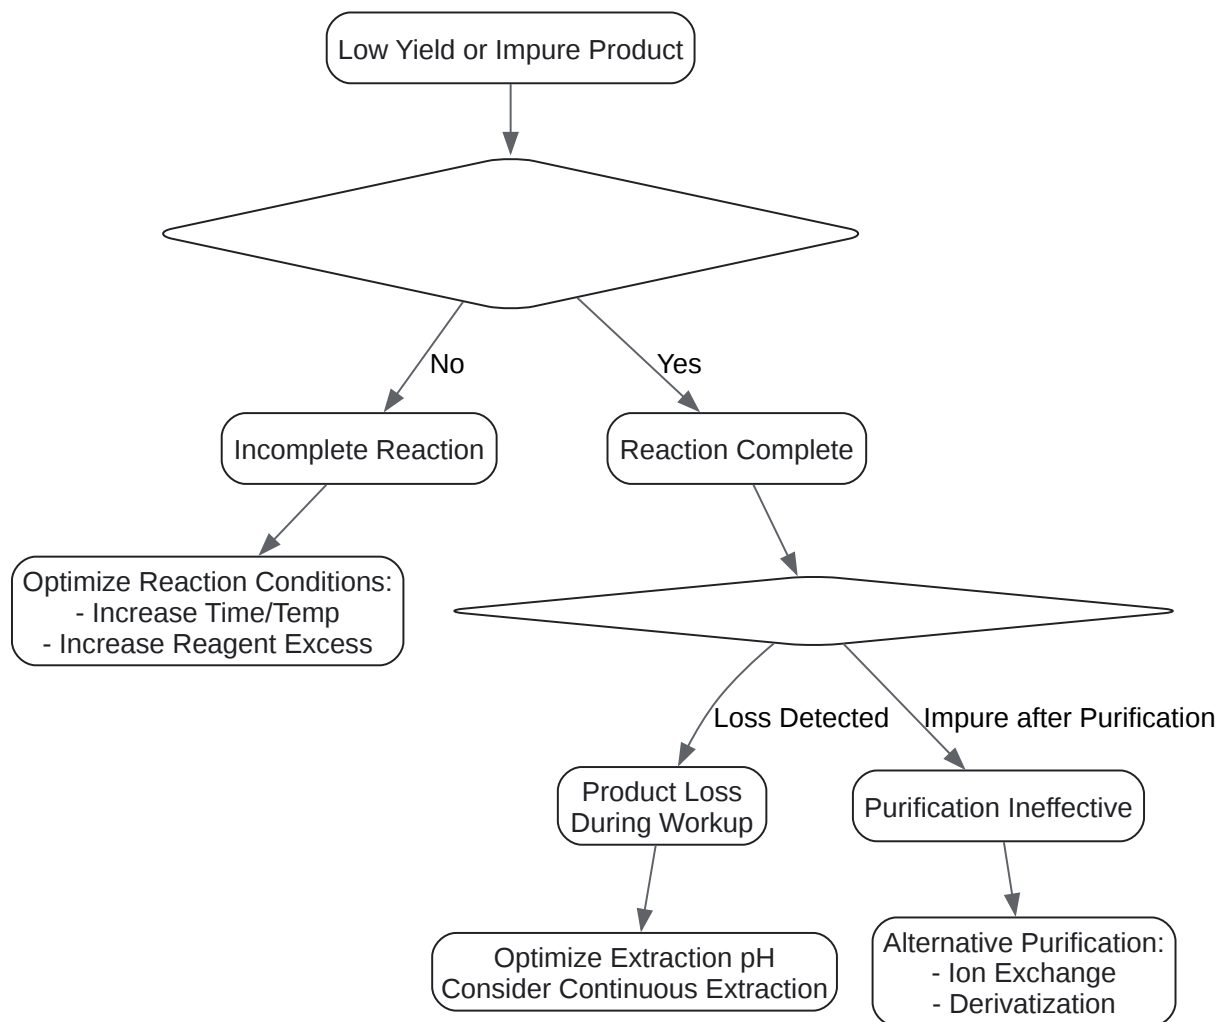 Low Yield or Impure Product
No
Yes
Incomplete Reaction
Reaction Complete
Optimize Reaction Conditions:
- Increase Time/Temp
- Increase Reagent Excess
Loss Detected
Impure after Purification
Product Loss
During Workup
Purification Ineffective
Optimize Extraction pH
Consider Continuous Extraction
Alternative Purification:
- Ion Exchange
- Derivatization